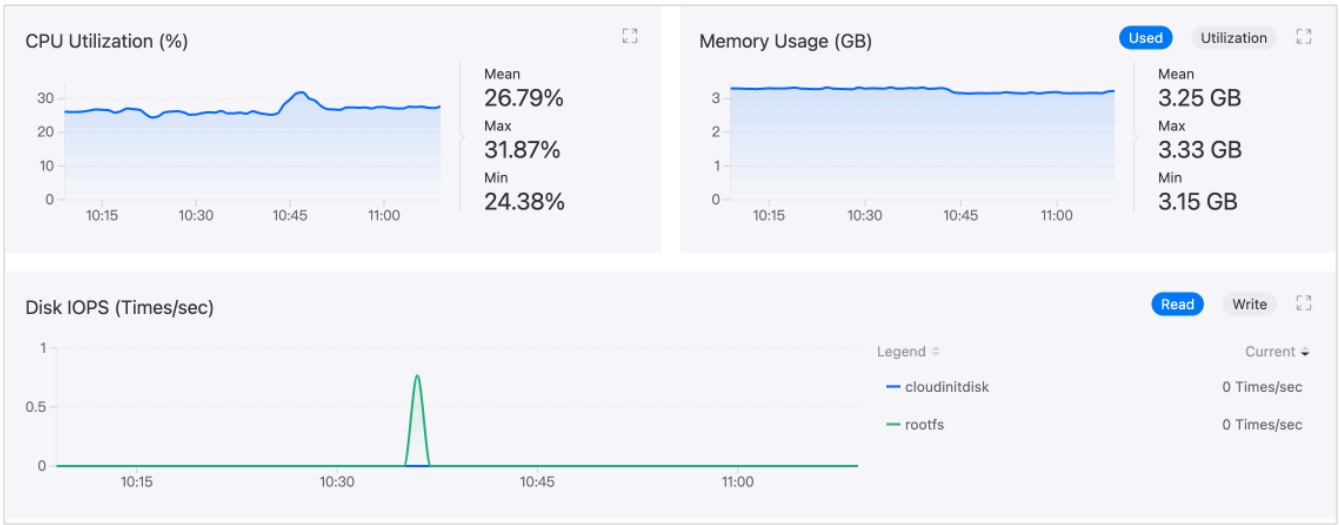 CPU Utilization (%)
Mean
26.79%
Max
31.87%
Min
24.38%
30
20
10
0
10:15 10:30 10:45 11:00
Memory Usage (GB)
Used Utilization
Mean
3.25 GB
Max
3.33 GB
Min
3.15 GB
3
2
1
0
10:15 10:30 10:45 11:00
Disk IOPS (Times/sec)
Read Write
1
0.5
0
10:15 10:30 10:45 11:00
Legend Current
cloudinitdisk 0 Times/sec
rootfs 0 Times/sec